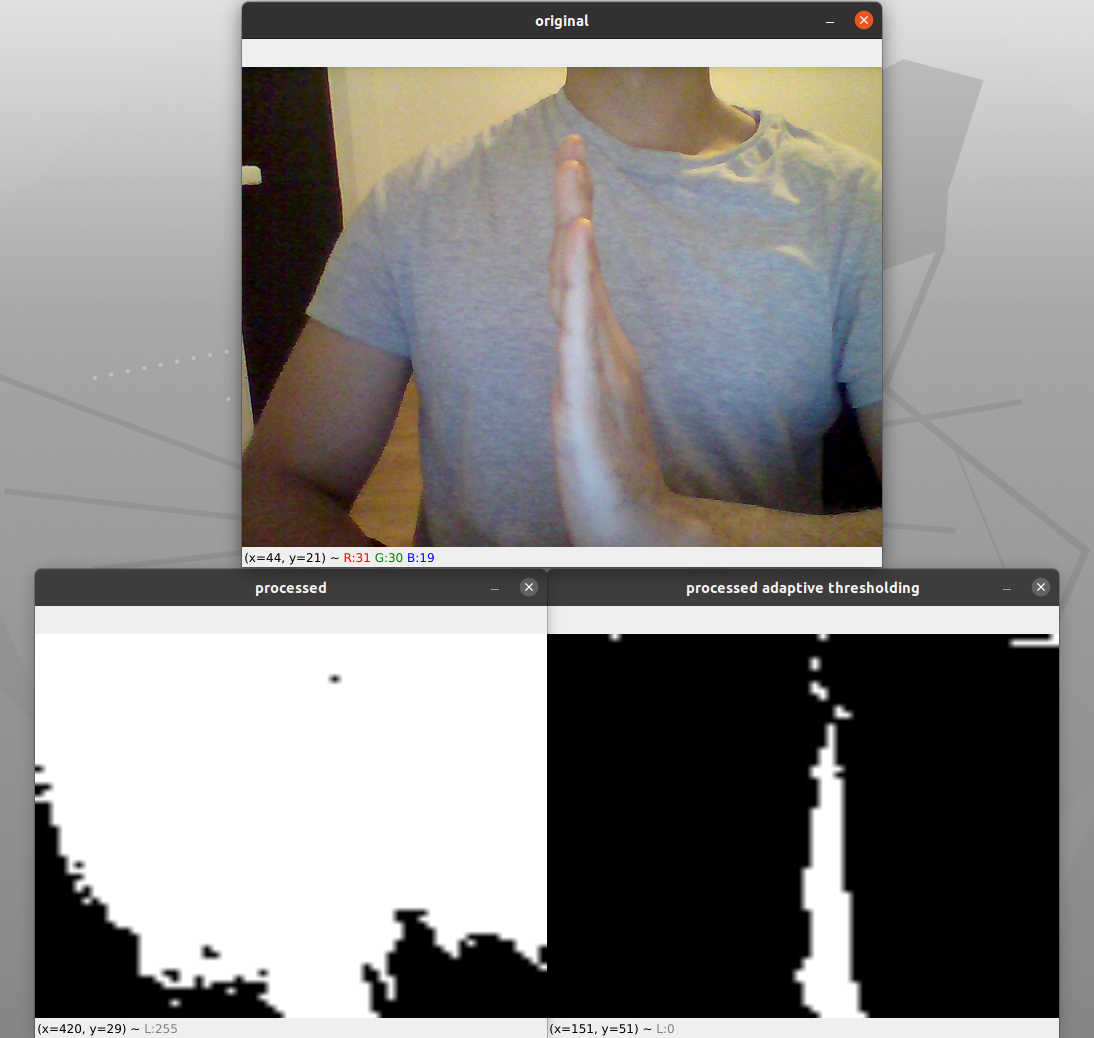 original
(x=44, y=21) ~ R:31 G:30 B:19
processed
processed adaptive thresholding
(x=420, y=29) ~ L:255
(x=151, y=51) ~ L:0